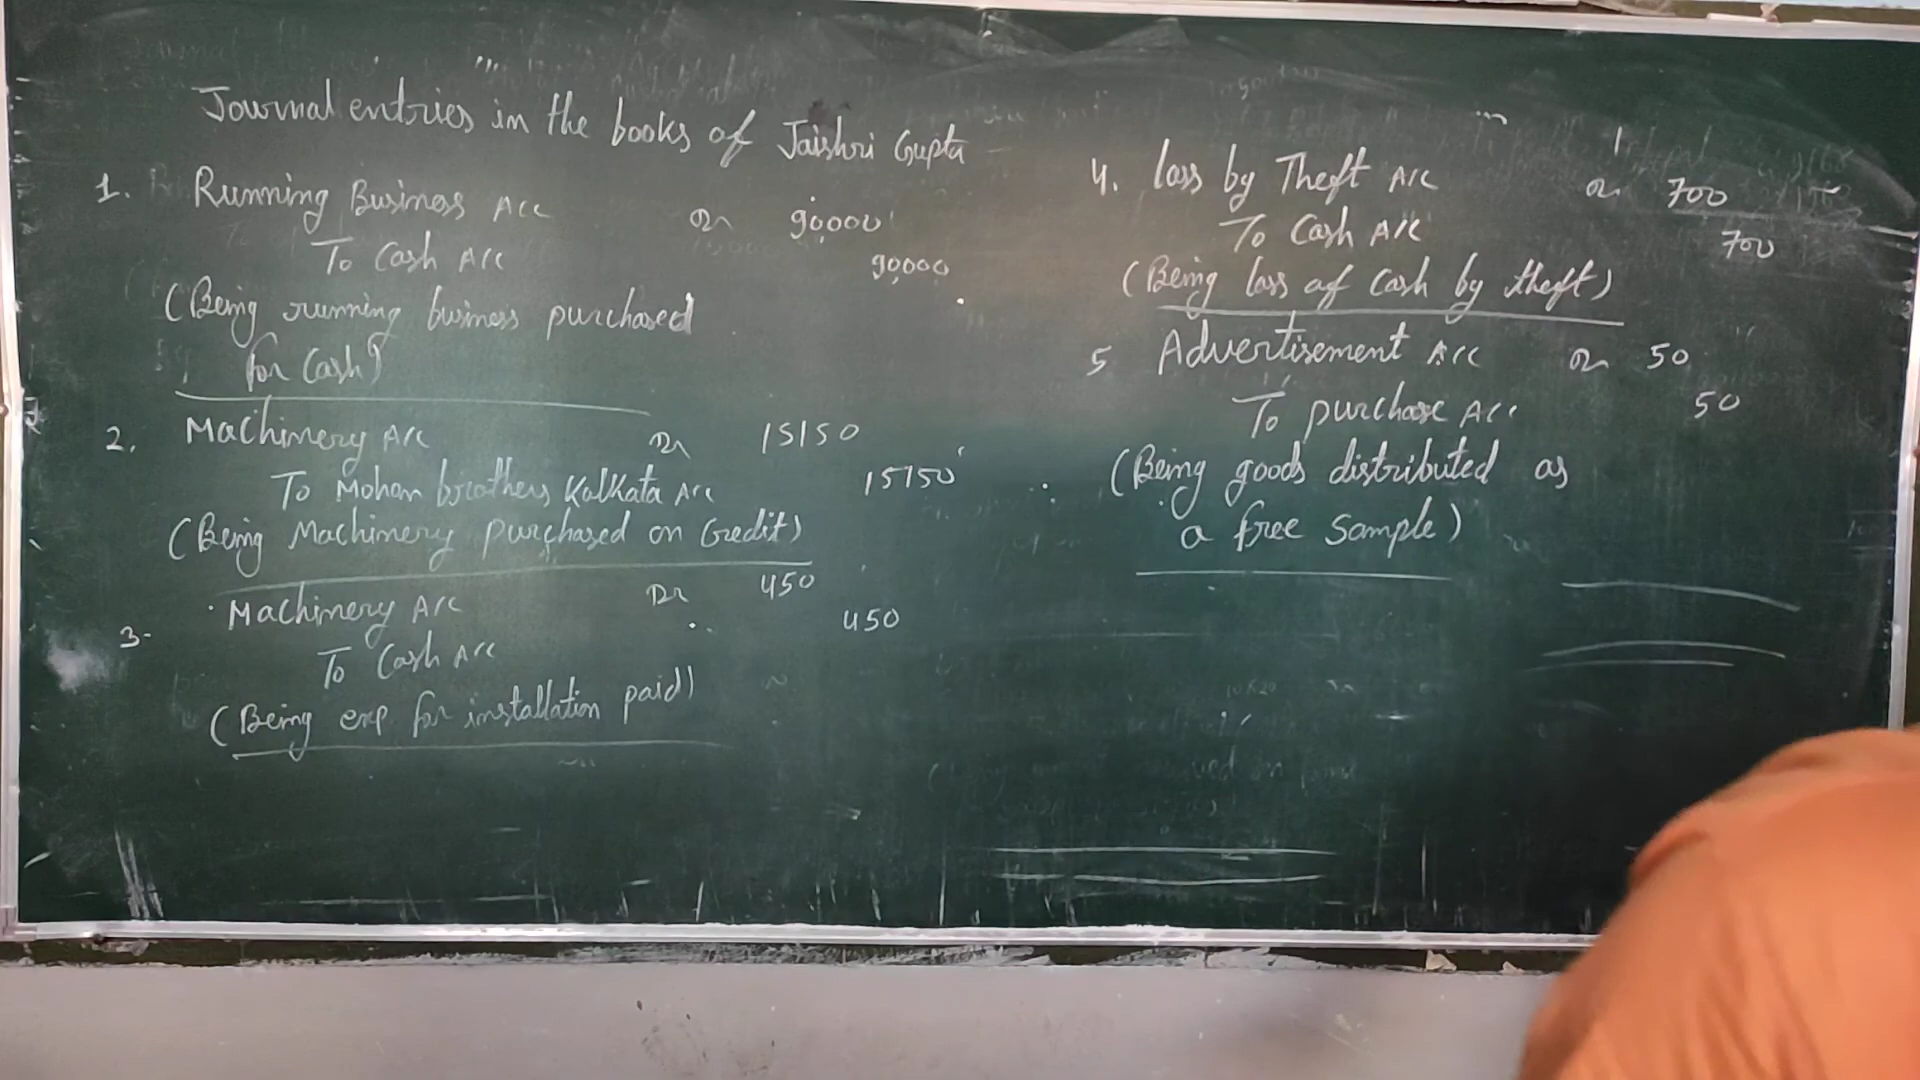 Journal entries in the books of Jaishri Gupta
1. Running Business Acc Dr 90000
To Cash A/c 90000
(Being running business purchased
for Cash)
2. Machinery A/c Dr 15150
To Mohan brothers Kalkata A/c 15150
(Being Machinery purchased on Credit)
3- Machinery A/c Dr 450
To Cash A/c 450
(Being exp for installation paid)
4. loss by Theft A/c Dr 700
To Cash A/c 700
(Being loss of Cash by theft)
5 Advertisement A/c Dr 50
To purchase A/c 50
(Being goods distributed as
a free Sample)